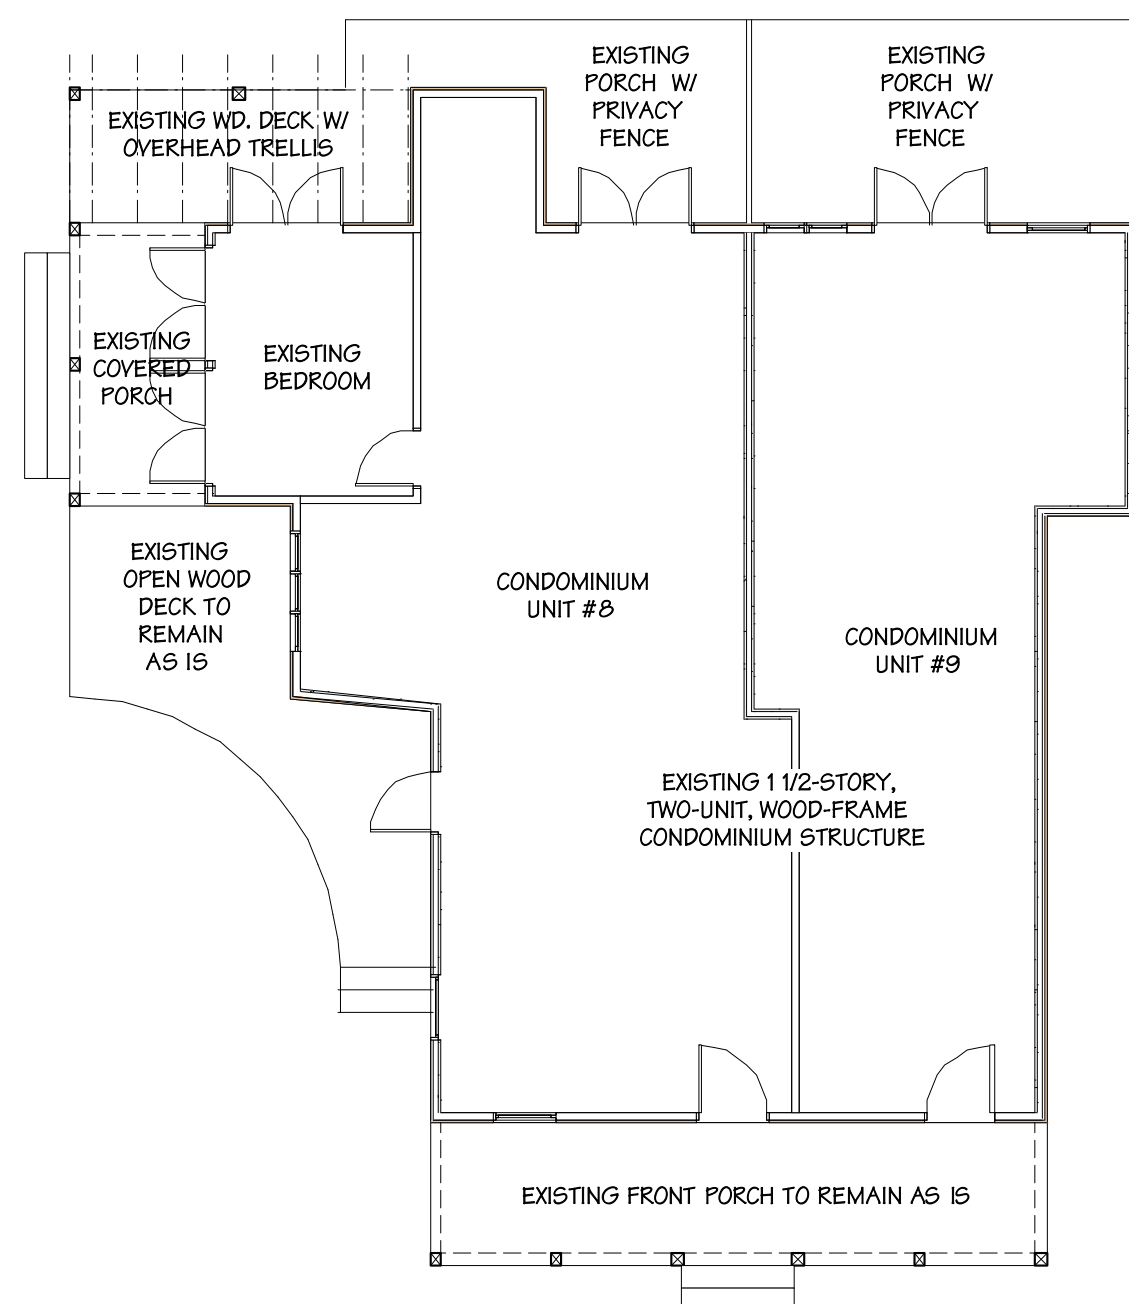 EXISTING
PORCH W/
PRIVACY
FENCE
EXISTING
PORCH W/
PRIVACY
FENCE
EXISTING WD. DECK W/
OVERHEAD TRELLIS
EXISTING
COVERED
PORCH
EXISTING
BEDROOM
EXISTING
OPEN WOOD
DECK TO
REMAIN
AS IS
CONDOMINIUM
UNIT #8
CONDOMINIUM
UNIT #9
EXISTING 1 1/2-STORY,
TWO-UNIT, WOOD-FRAME
CONDOMINIUM STRUCTURE
EXISTING FRONT PORCH TO REMAIN AS IS